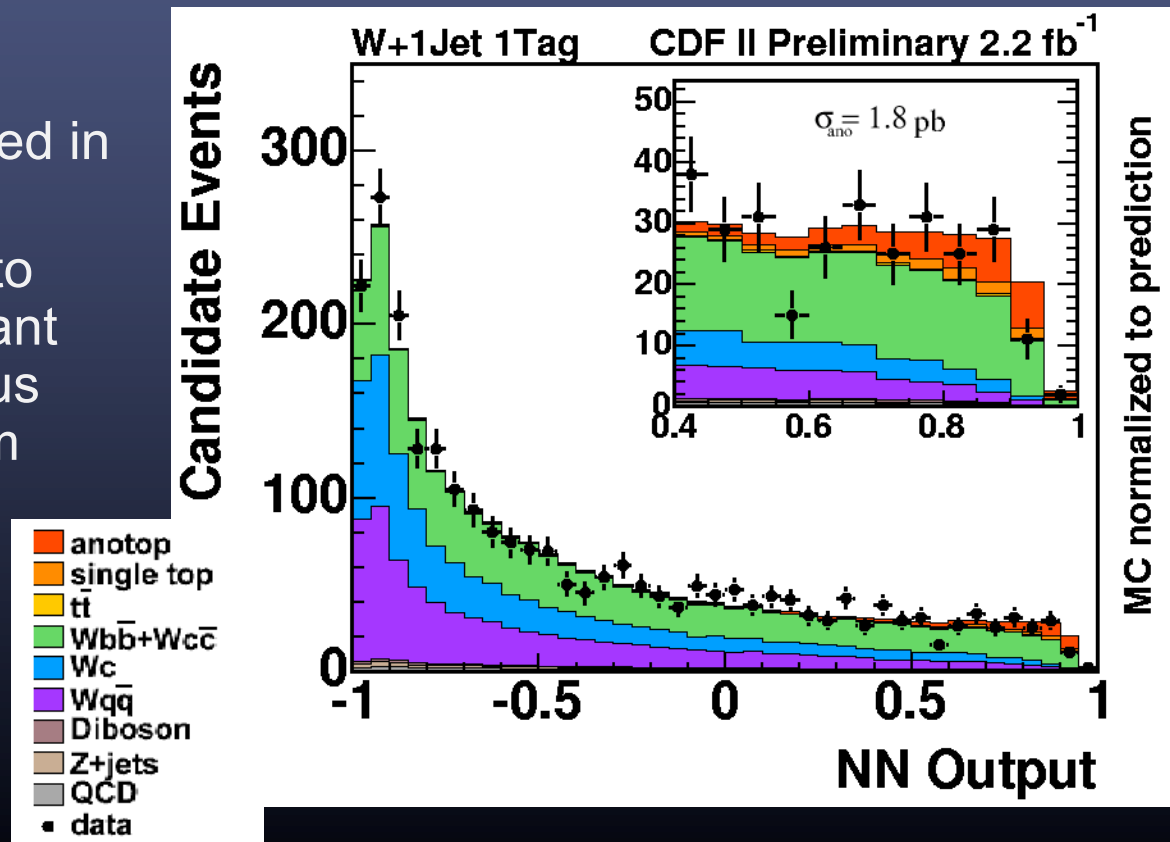 ed in
to
ant
us
W+1Jet 1Tag
CDF II Preliminary 2.2 fb⁻¹
Candidate Events
300
200
100
0
-1
-0.5
0
0.5
1
NN Output
50
40
30
20
10
0
0.4
0.6
0.8
1
σano= 1.8 pb
MC normalized to prediction
anotop
single top
tt̄
Wbb̄+Wcc̄
Wc
Wqq̄
Diboson
Z+jets
QCD
data